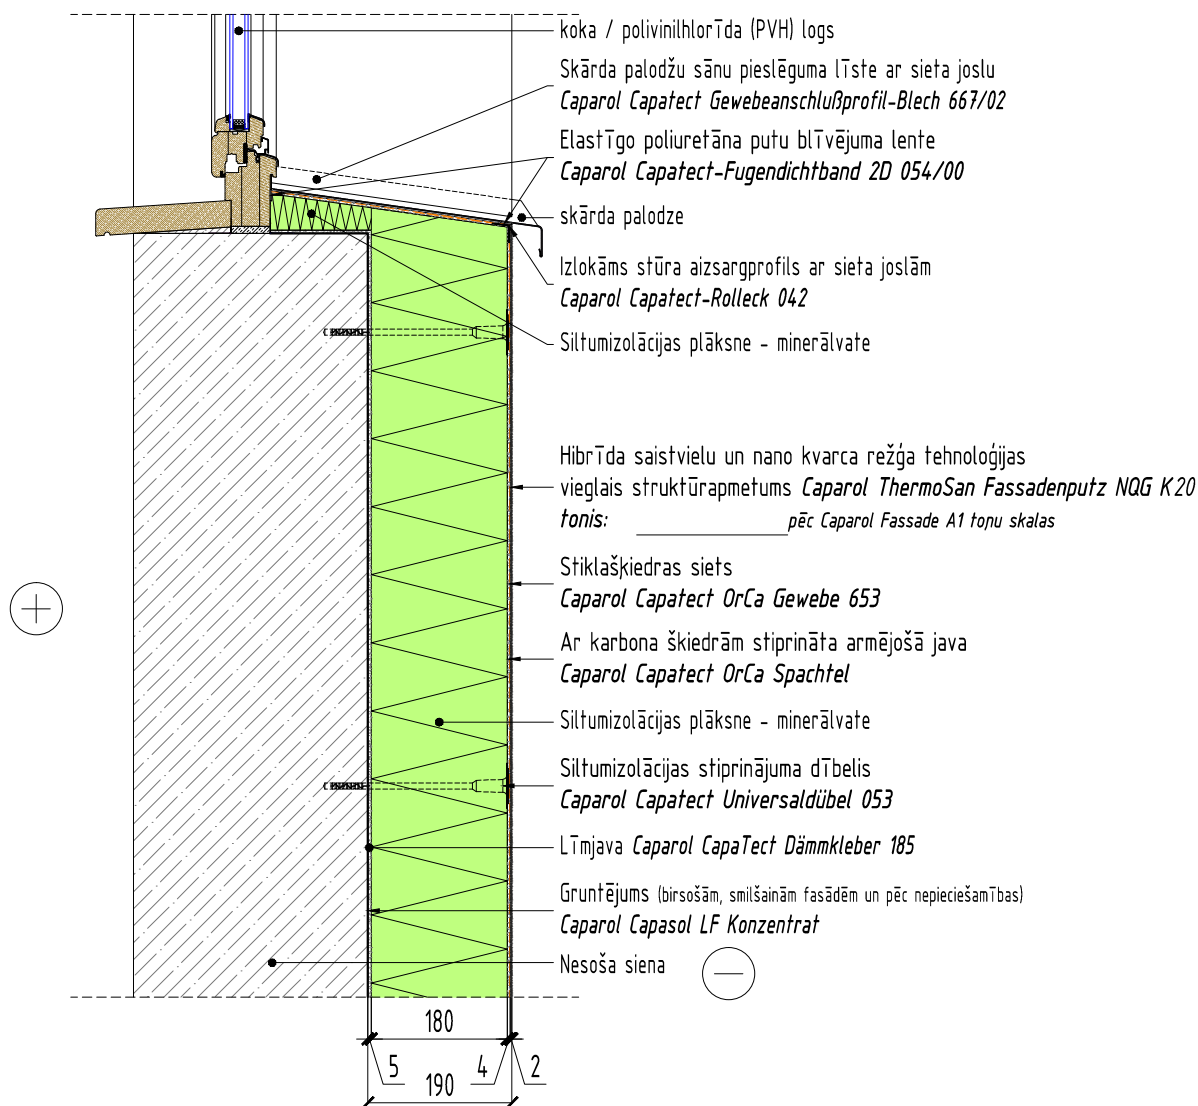 koka / polivinilhlorīda (PVH) logs
Skārda palodžu sānu pieslēguma līste ar sieta joslu
Caparol Capatect Gewebeanschlußprofil-Blech 667/02
Elastīgo poliuretāna putu blīvējuma lente
Caparol Capatect-Fugendichtband 2D 054/00
skārda palodze
Izlokāms stūra aizsargprofils ar sieta joslām
Caparol Capatect-Rolleck 042
Siltumizolācijas plāksne - minerālvate
Hibrīda saistvielu un nano kvarca režģa tehnoloģijas
vieglais struktūrapmetums Caparol ThermoSan Fassadenputz NQG K20
tonis: ____________ pēc Caparol Fassade A1 toņu skalas
Stiklašķiedras siets
Caparol Capatect OrCa Gewebe 653
Ar karbona šķiedrām stiprināta armējošā java
Caparol Capatect OrCa Spachtel
Siltumizolācijas plāksne - minerālvate
Siltumizolācijas stiprinājuma dībelis
Caparol Capatect Universaldübel 053
Līmjava Caparol CapaTect Dämmkleber 185
Gruntējums (birsošām, smilšainām fasādēm un pēc nepieciešamības)
Caparol Capasol LF Konzentrat
Nesoša siena
180
5 4 2
190